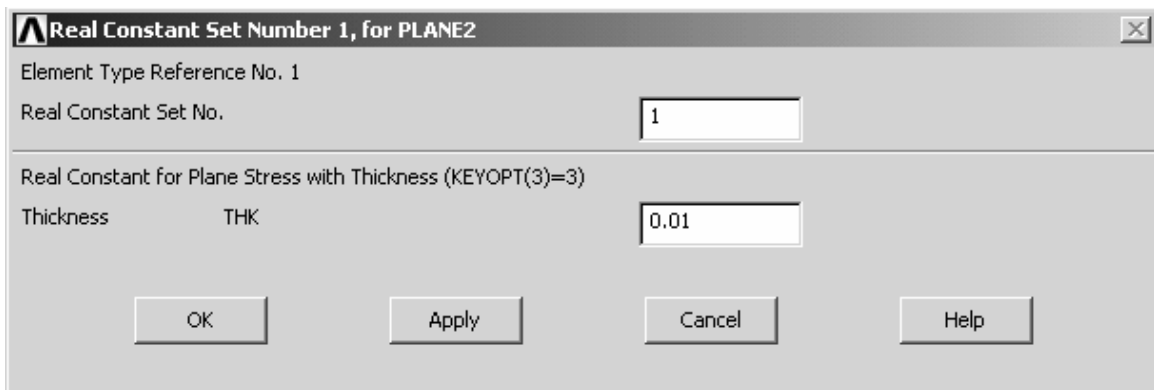 Real Constant Set Number 1, for PLANE2
Element Type Reference No. 1
Real Constant Set No. 1
Real Constant for Plane Stress with Thickness (KEYOPT(3)=3)
Thickness THK 0.01
OK Apply Cancel Help